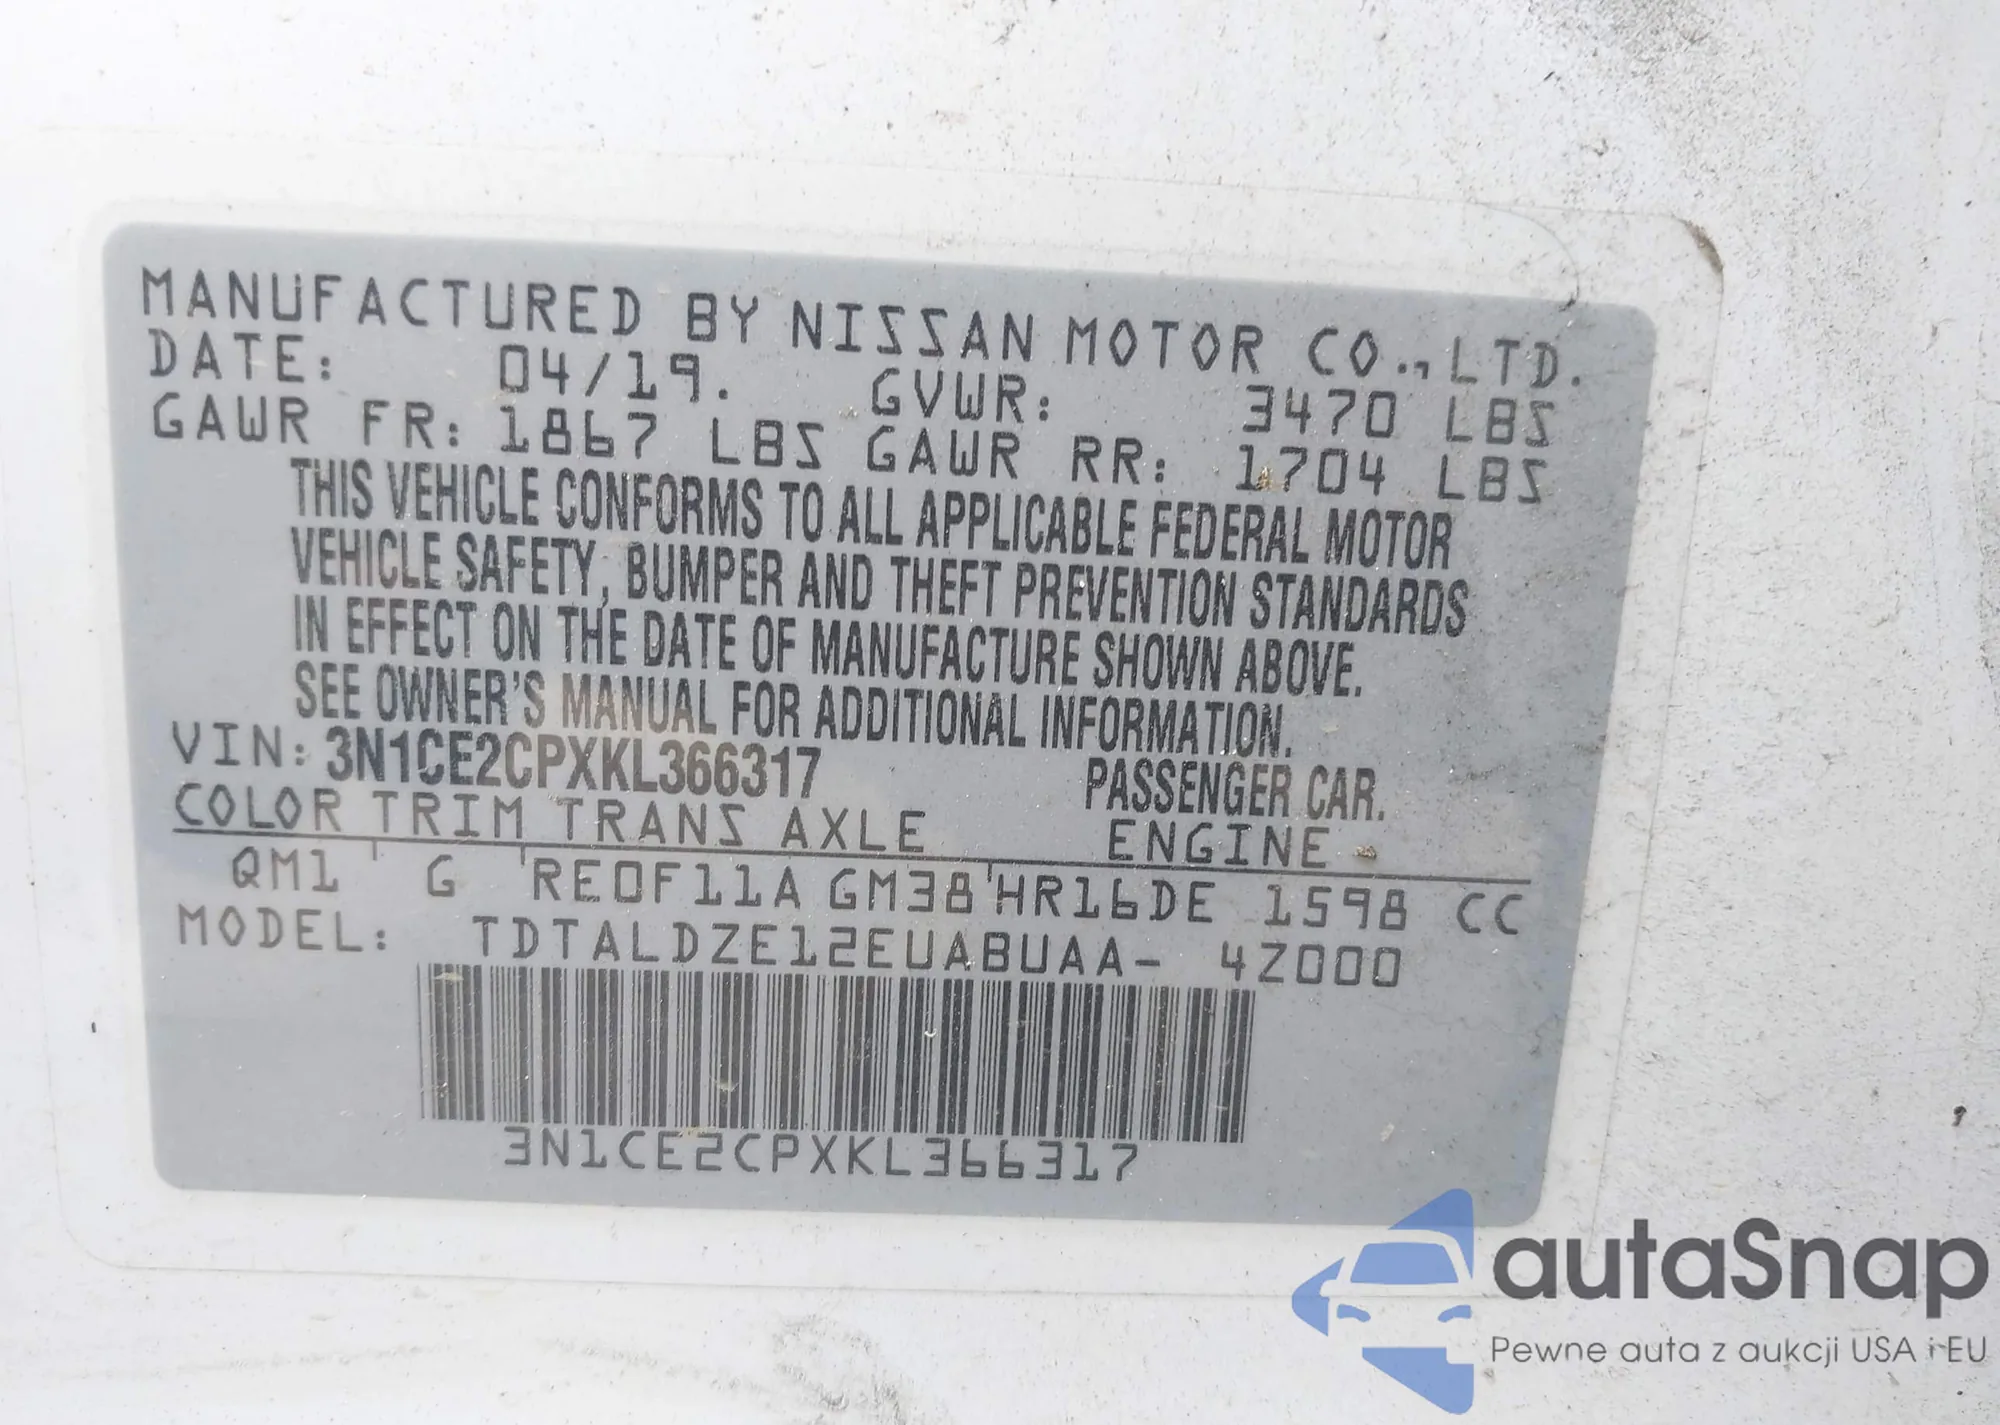 MANUFACTURED BY NISSAN MOTOR CO.,LTD.
DATE: 04/19. GVWR: 3470 LBS
GAWR FR: 1867 LBS GAWR RR: 1704 LBS
THIS VEHICLE CONFORMS TO ALL APPLICABLE FEDERAL MOTOR
VEHICLE SAFETY, BUMPER AND THEFT PREVENTION STANDARDS
IN EFFECT ON THE DATE OF MANUFACTURE SHOWN ABOVE.
SEE OWNER'S MANUAL FOR ADDITIONAL INFORMATION.
VIN: 3N1CE2CPXKL366317 PASSENGER CAR.
COLOR TRIM TRANS AXLE ENGINE
QM1 G RE0F11A GM38 HR16DE 1598 CC
MODEL: TDTALDZE12EUABUAA- 4Z000
3N1CE2CPXKL366317
autaSnap
Pewne auta z aukcji USA i EU